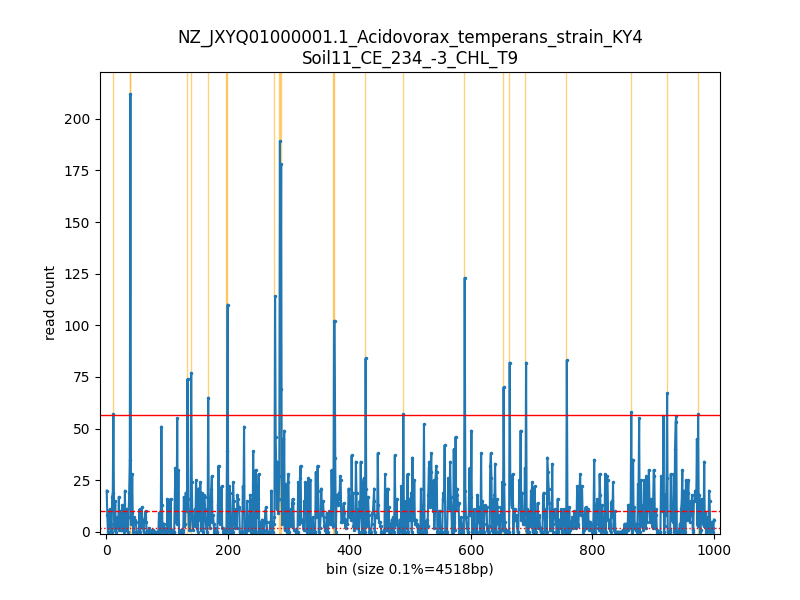 NZ_JXYQ01000001.1_Acidovorax_temperans_strain_KY4
Soil11_CE_234_-3_CHL_T9
200
175
150
125
100
75
50
25
0
read count
0 200 400 600 800 1000
bin (size 0.1%=4518bp)